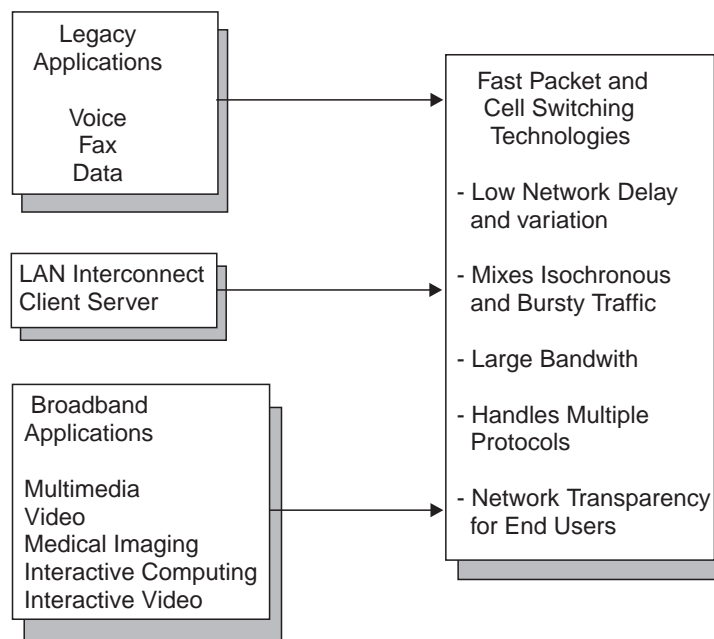 Legacy
Applications
Voice
Fax
Data
LAN Interconnect
Client Server
Broadband
Applications
Multimedia
Video
Medical Imaging
Interactive Computing
Interactive Video
Fast Packet and
Cell Switching
Technologies
- Low Network Delay
and variation
- Mixes Isochronous
and Bursty Traffic
- Large Bandwith
- Handles Multiple
Protocols
- Network Transparency
for End Users